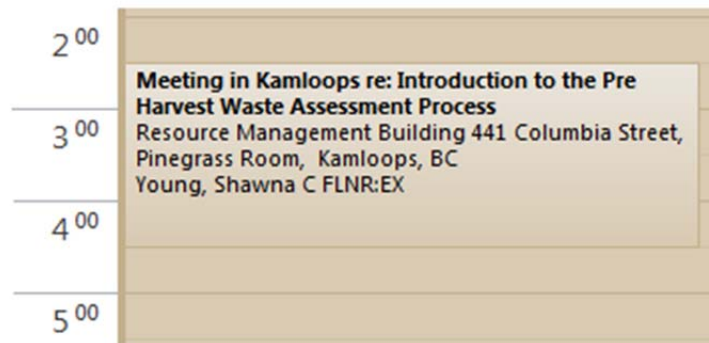 2 00
Meeting in Kamloops re: Introduction to the Pre
Harvest Waste Assessment Process
3 00
Resource Management Building 441 Columbia Street,
Pinegrass Room, Kamloops, BC
Young, Shawna C FLNR:EX
4 00
5 00